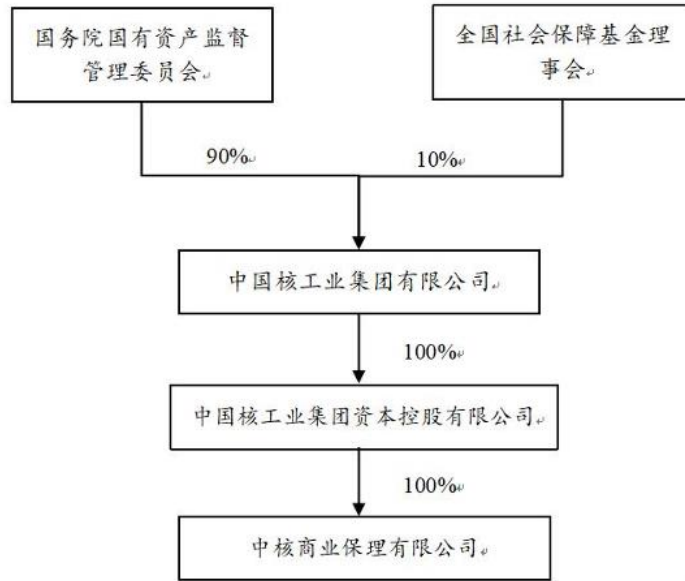 国务院国有资产监督
管理委员会
全国社会保障基金理
事会
90%
10%
中国核工业集团有限公司
100%
中国核工业集团资本控股有限公司
100%
中核商业保理有限公司